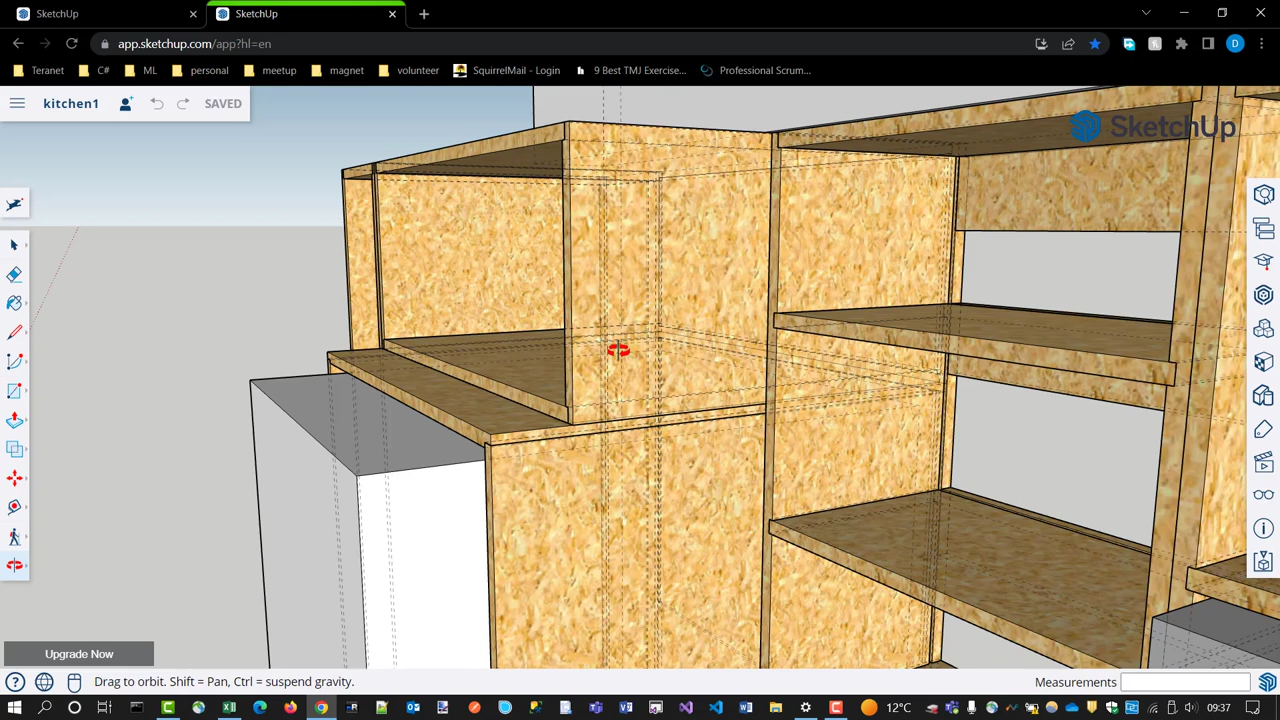 SketchUp
SketchUp
app.sketchup.com/app?hl=en
D
Teranet
C#
ML
personal
meetup
magnet
volunteer
SquirrelMail - Login
9 Best TMJ Exercise...
Professional Scrum...
kitchen1
SAVED
SketchUp
Upgrade Now
Drag to orbit. Shift = Pan, Ctrl = suspend gravity.
Measurements
12°C
09:37